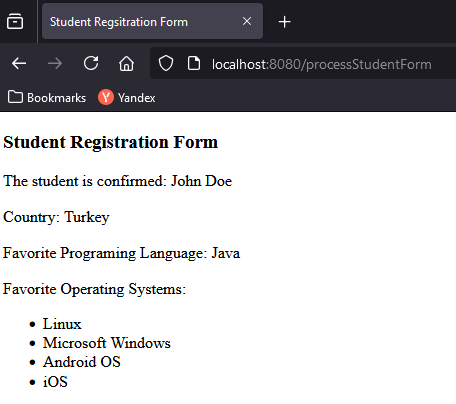 Student Regsitration Form
localhost:8080/processStudentForm
Bookmarks Yandex
Student Registration Form
The student is confirmed: John Doe
Country: Turkey
Favorite Programing Language: Java
Favorite Operating Systems:
• Linux
• Microsoft Windows
• Android OS
• iOS